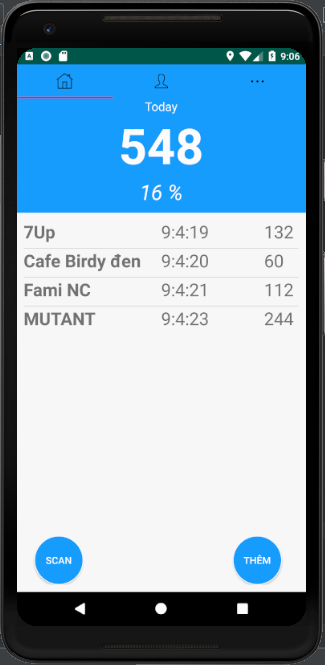 9:06
Today
548
16 %
7Up 9:4:19 132
Cafe Birdy đen 9:4:20 60
Fami NC 9:4:21 112
MUTANT 9:4:23 244
SCAN THÊM